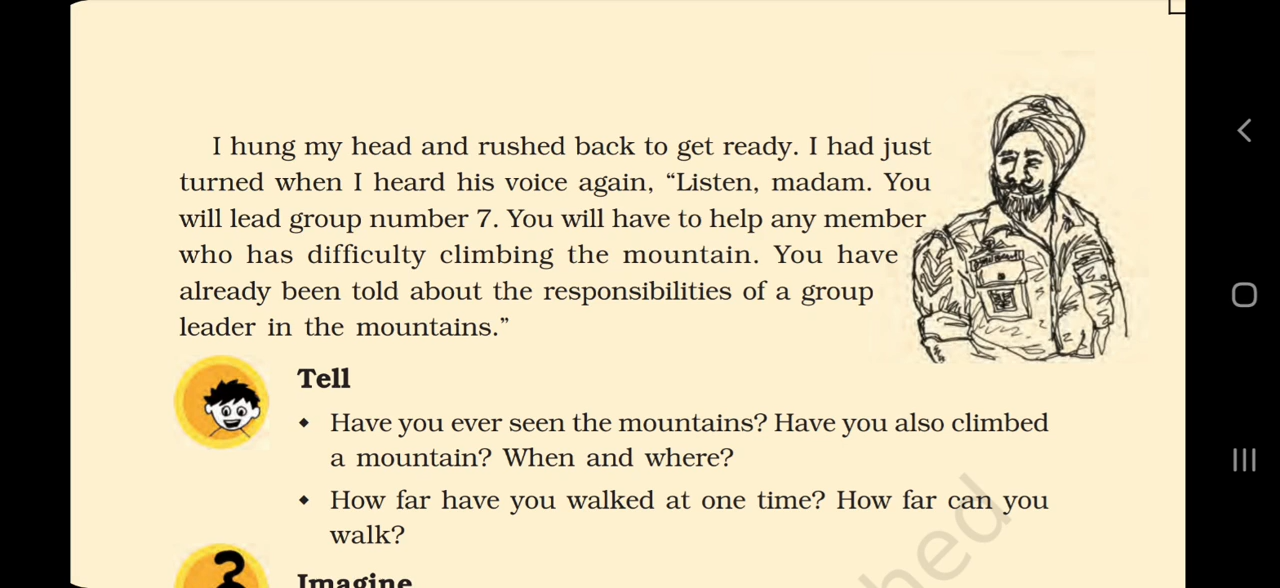 I hung my head and rushed back to get ready. I had just
turned when I heard his voice again, “Listen, madam. You
will lead group number 7. You will have to help any member
who has difficulty climbing the mountain. You have
already been told about the responsibilities of a group
leader in the mountains.”
Tell
◆ Have you ever seen the mountains? Have you also climbed
a mountain? When and where?
◆ How far have you walked at one time? How far can you
walk?
Imagine